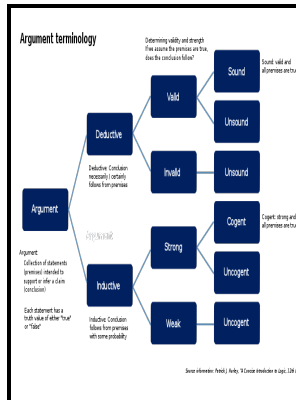 Argument terminology
Determining validity and strength
If we assume the premises are true,
does the conclusion follow?
Sound
Sound: valid and
all premises are true
Valid
Unsound
Deductive
Deductive: Conclusion
necessarily / certainly
follows from premises
Invalid
Unsound
Argument
Argument
Cogent
Cogent: strong and
all premises are true
Strong
Uncogent
Argument:
Collection of statements
(premises) intended to
support or infer a claim
(conclusion)
Each statement has a
truth value of either "true"
or "false"
Inductive
Inductive: Conclusion
follows from premises
with some probability
Weak
Uncogent
Source information: Patrick J. Hurley, "A Concise Introduction to Logic,